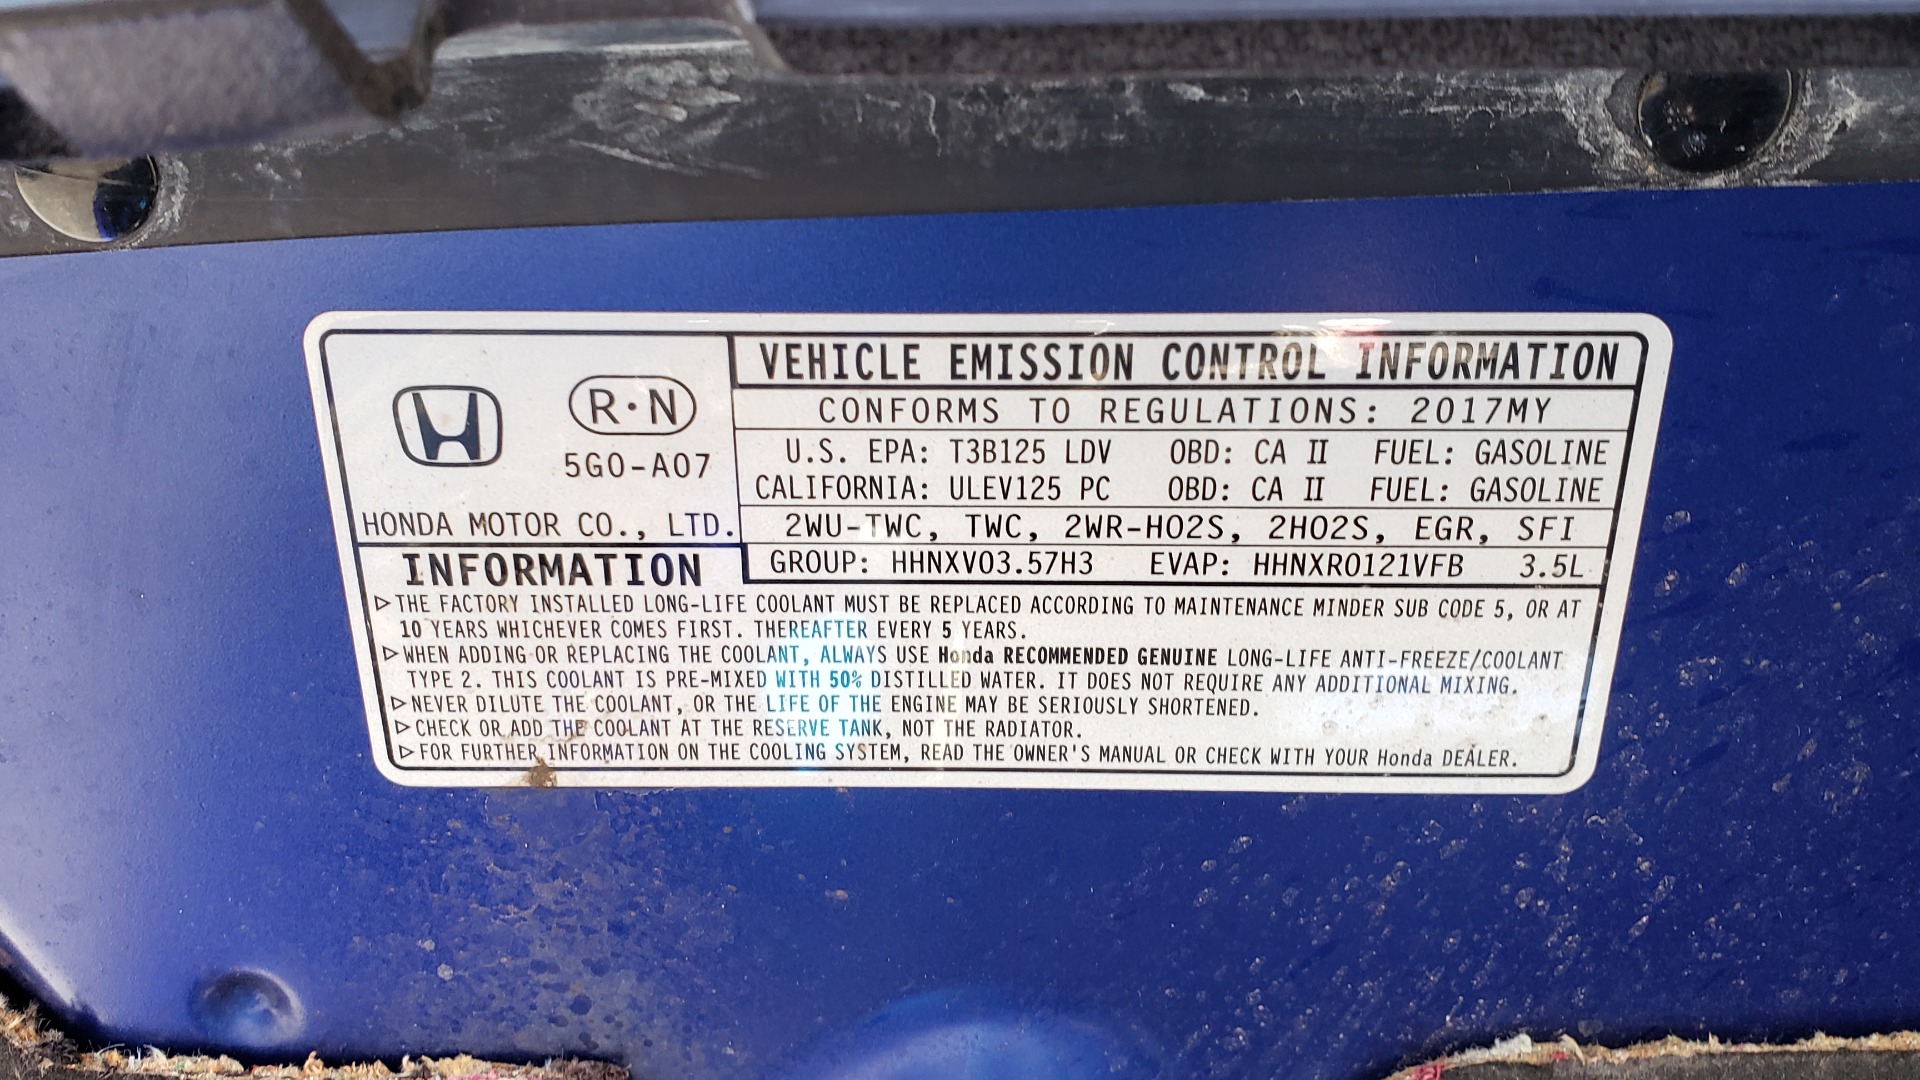 VEHICLE EMISSION CONTROL INFORMATION
CONFORMS TO REGULATIONS: 2017MY
R·N
5G0-A07
HONDA MOTOR CO., LTD.
U.S. EPA: T3B125 LDV OBD: CA II FUEL: GASOLINE
CALIFORNIA: ULEV125 PC OBD: CA II FUEL: GASOLINE
2WU-TWC, TWC, 2WR-HO2S, 2HO2S, EGR, SFI
GROUP: HHNXV03.57H3 EVAP: HHNXR0121VFB 3.5L
INFORMATION
▷THE FACTORY INSTALLED LONG-LIFE COOLANT MUST BE REPLACED ACCORDING TO MAINTENANCE MINDER SUB CODE 5, OR AT
10 YEARS WHICHEVER COMES FIRST. THEREAFTER EVERY 5 YEARS.
▷WHEN ADDING OR REPLACING THE COOLANT, ALWAYS USE Honda RECOMMENDED GENUINE LONG-LIFE ANTI-FREEZE/COOLANT
TYPE 2. THIS COOLANT IS PRE-MIXED WITH 50% DISTILLED WATER. IT DOES NOT REQUIRE ANY ADDITIONAL MIXING.
▷NEVER DILUTE THE COOLANT, OR THE LIFE OF THE ENGINE MAY BE SERIOUSLY SHORTENED.
▷CHECK OR ADD THE COOLANT AT THE RESERVE TANK, NOT THE RADIATOR.
▷FOR FURTHER INFORMATION ON THE COOLING SYSTEM, READ THE OWNER'S MANUAL OR CHECK WITH YOUR Honda DEALER.